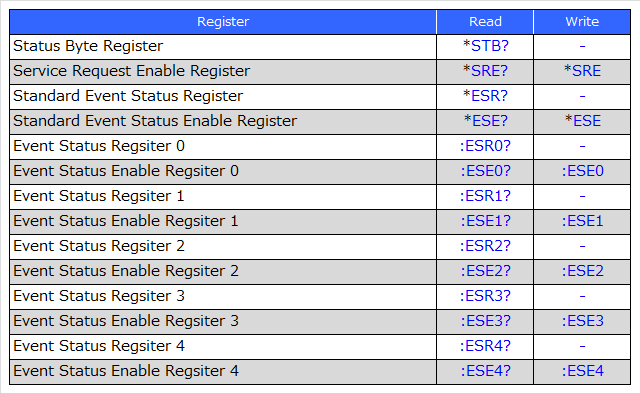 Register Read Write
Status Byte Register *STB? -
Service Request Enable Register *SRE? *SRE
Standard Event Status Register *ESR? -
Standard Event Status Enable Register *ESE? *ESE
Event Status Regsiter 0 :ESR0? -
Event Status Enable Regsiter 0 :ESE0? :ESE0
Event Status Regsiter 1 :ESR1? -
Event Status Enable Regsiter 1 :ESE1? :ESE1
Event Status Regsiter 2 :ESR2? -
Event Status Enable Regsiter 2 :ESE2? :ESE2
Event Status Regsiter 3 :ESR3? -
Event Status Enable Regsiter 3 :ESE3? :ESE3
Event Status Regsiter 4 :ESR4? -
Event Status Enable Regsiter 4 :ESE4? :ESE4